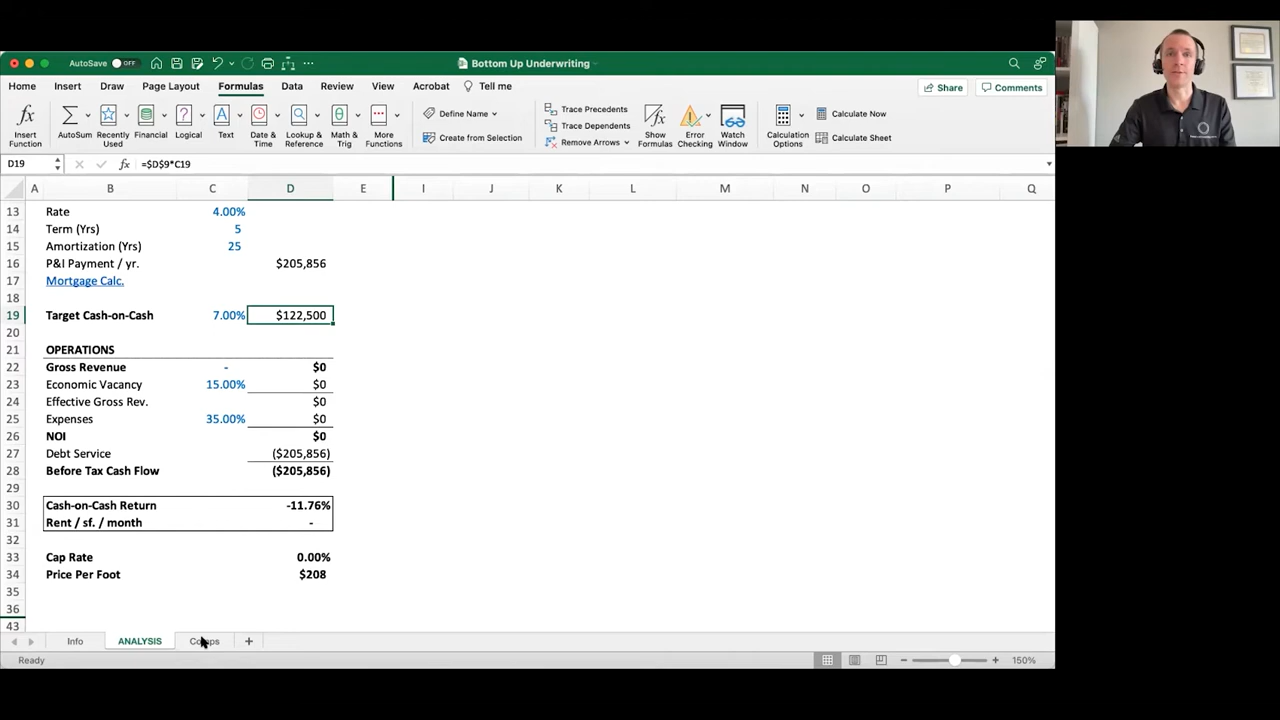 AutoSave OFF
Bottom Up Underwriting
Home Insert Draw Page Layout Formulas Data Review View Acrobat Tell me
Share Comments
Insert Function
AutoSum
Recently Used
Financial
Logical
Text
Date & Time
Lookup & Reference
Math & Trig
More Functions
Define Name
Create from Selection
Trace Precedents
Trace Dependents
Remove Arrows
Show Formulas
Error Checking
Watch Window
Calculation Options
Calculate Now
Calculate Sheet
D19 fx =$D$9*C19
A B C D E I J K L M N O P Q
13 Rate 4.00%
14 Term (Yrs) 5
15 Amortization (Yrs) 25
16 P&I Payment / yr. $205,856
17 Mortgage Calc.
18
19 Target Cash-on-Cash 7.00% $122,500
20
21 OPERATIONS
22 Gross Revenue - $0
23 Economic Vacancy 15.00% $0
24 Effective Gross Rev. $0
25 Expenses 35.00% $0
26 NOI $0
27 Debt Service ($205,856)
28 Before Tax Cash Flow ($205,856)
29
30 Cash-on-Cash Return -11.76%
31 Rent / sf. / month -
32
33 Cap Rate 0.00%
34 Price Per Foot $208
35
36
43
Info ANALYSIS Comps +
Ready
150%